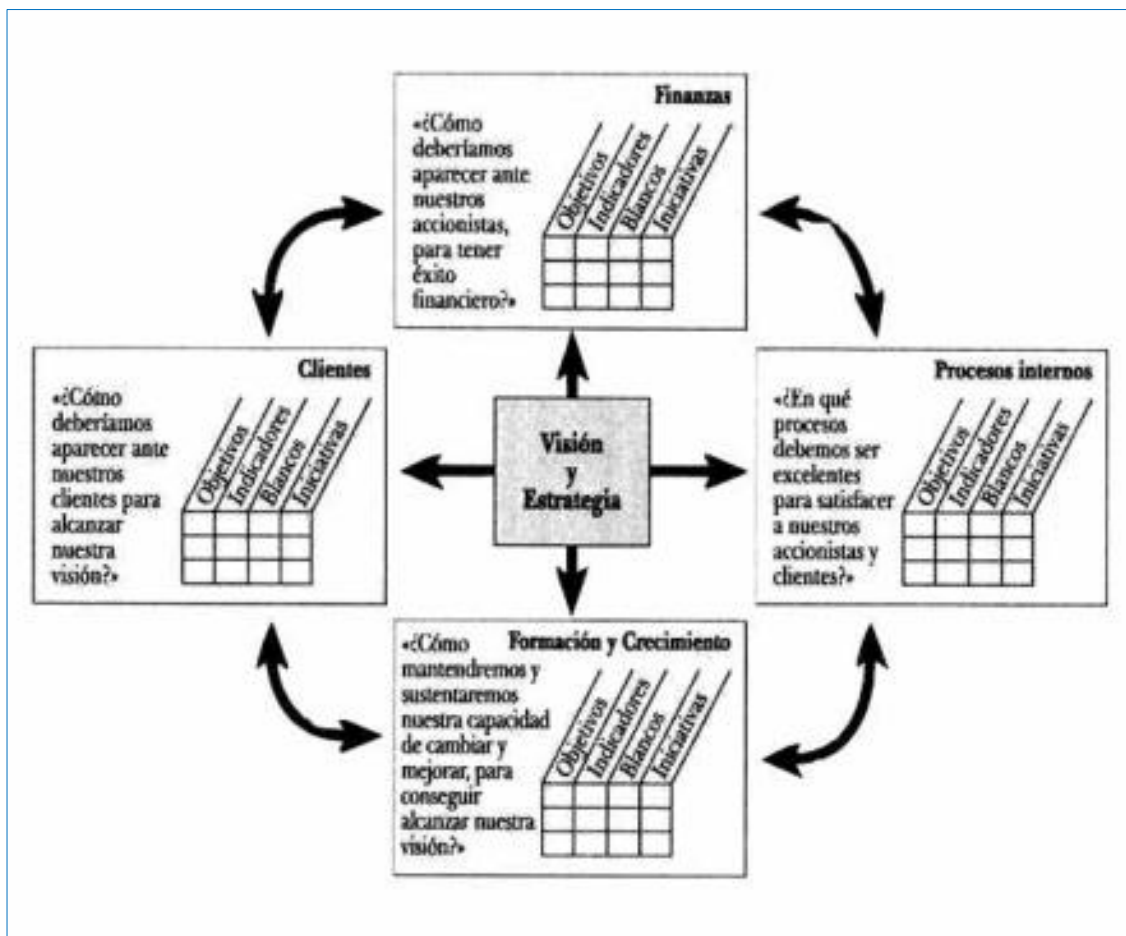 Finanzas
«¿Cómo
deberíamos
aparecer ante
nuestros
accionistas,
para tener
éxito
financiero?»
Objetivos
Indicadores
Blancos
Iniciativas
Clientes
«¿Cómo
deberíamos
aparecer ante
nuestros
clientes para
alcanzar
nuestra
visión?»
Objetivos
Indicadores
Blancos
Iniciativas
Visión
y
Estrategia
Procesos internos
«¿En qué
procesos
debemos ser
excelentes
para satisfacer
a nuestros
accionistas y
clientes?»
Objetivos
Indicadores
Blancos
Iniciativas
Formación y Crecimiento
«¿Cómo
mantendremos y
sustentaremos
nuestra capacidad
de cambiar y
mejorar, para
conseguir
alcanzar nuestra
visión?»
Objetivos
Indicadores
Blancos
Iniciativas